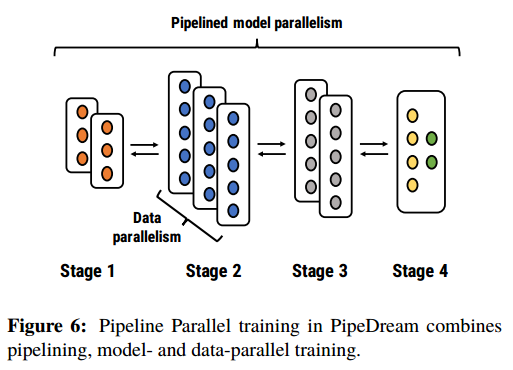 Pipelined model parallelism
Data
parallelism
Stage 1
Stage 2
Stage 3
Stage 4
Figure 6: Pipeline Parallel training in PipeDream combines
pipelining, model- and data-parallel training.